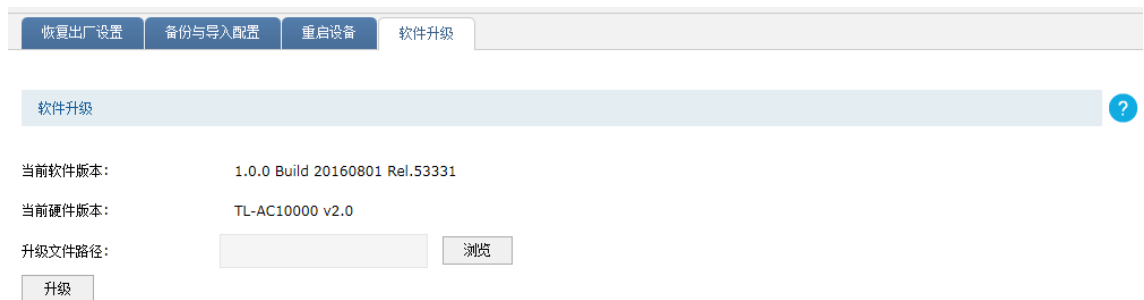 恢复出厂设置 备份与导入配置 重启设备 软件升级
软件升级 ?
当前软件版本： 1.0.0 Build 20160801 Rel.53331
当前硬件版本： TL-AC10000 v2.0
升级文件路径： 浏览
升级